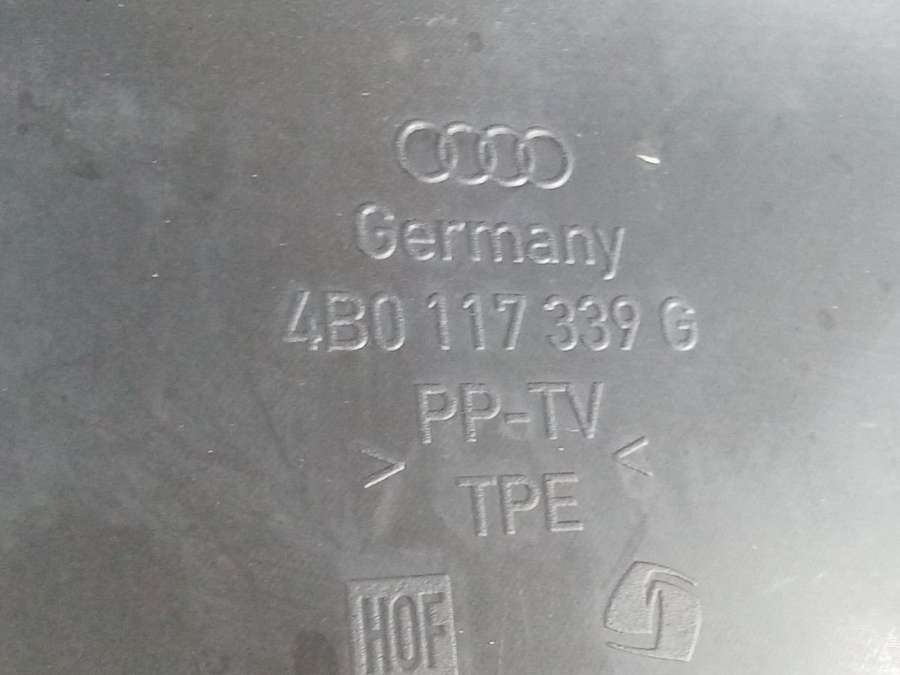 Germany
4B0 117 339 G
PP-TV
> <
TPE
HOF